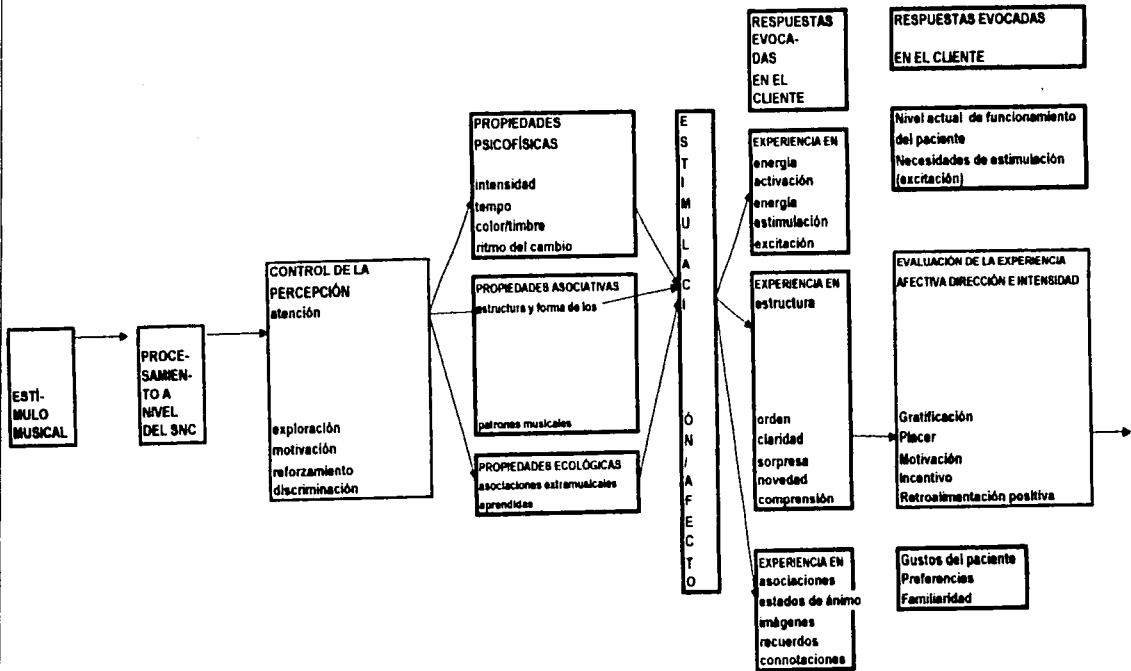 ESTÍ-
MULO
MUSICAL
PROCE-
SAMIEN-
TO A
NIVEL
DEL SNC
CONTROL DE LA
PERCEPCIÓN
atención
exploración
motivación
reforzamiento
discriminación
PROPIEDADES
PSICOFÍSICAS
intensidad
tempo
color/timbre
ritmo del cambio
PROPIEDADES ASOCIATIVAS
estructura y forma de los
patrones musicales
PROPIEDADES ECOLÓGICAS
asociaciones extramusicales
aprendidas
E
S
T
I
M
U
L
A
C
I
Ó
N
/
A
F
E
C
T
O
RESPUESTAS
EVOCA-
DAS
EN EL
CLIENTE
EXPERIENCIA EN
energía
activación
energía
estimulación
excitación
EXPERIENCIA EN
estructura
orden
claridad
sorpresa
novedad
comprensión
EXPERIENCIA EN
asociaciones
estados de ánimo
imágenes
recuerdos
connotaciones
RESPUESTAS EVOCADAS
EN EL CLIENTE
Nivel actual de funcionamiento
del paciente
Necesidades de estimulación
(excitación)
EVALUACIÓN DE LA EXPERIENCIA
AFECTIVA DIRECCIÓN E INTENSIDAD
Gratificación
Placer
Motivación
Incentivo
Retroalimentación positiva
Gustos del paciente
Preferencias
Familiaridad